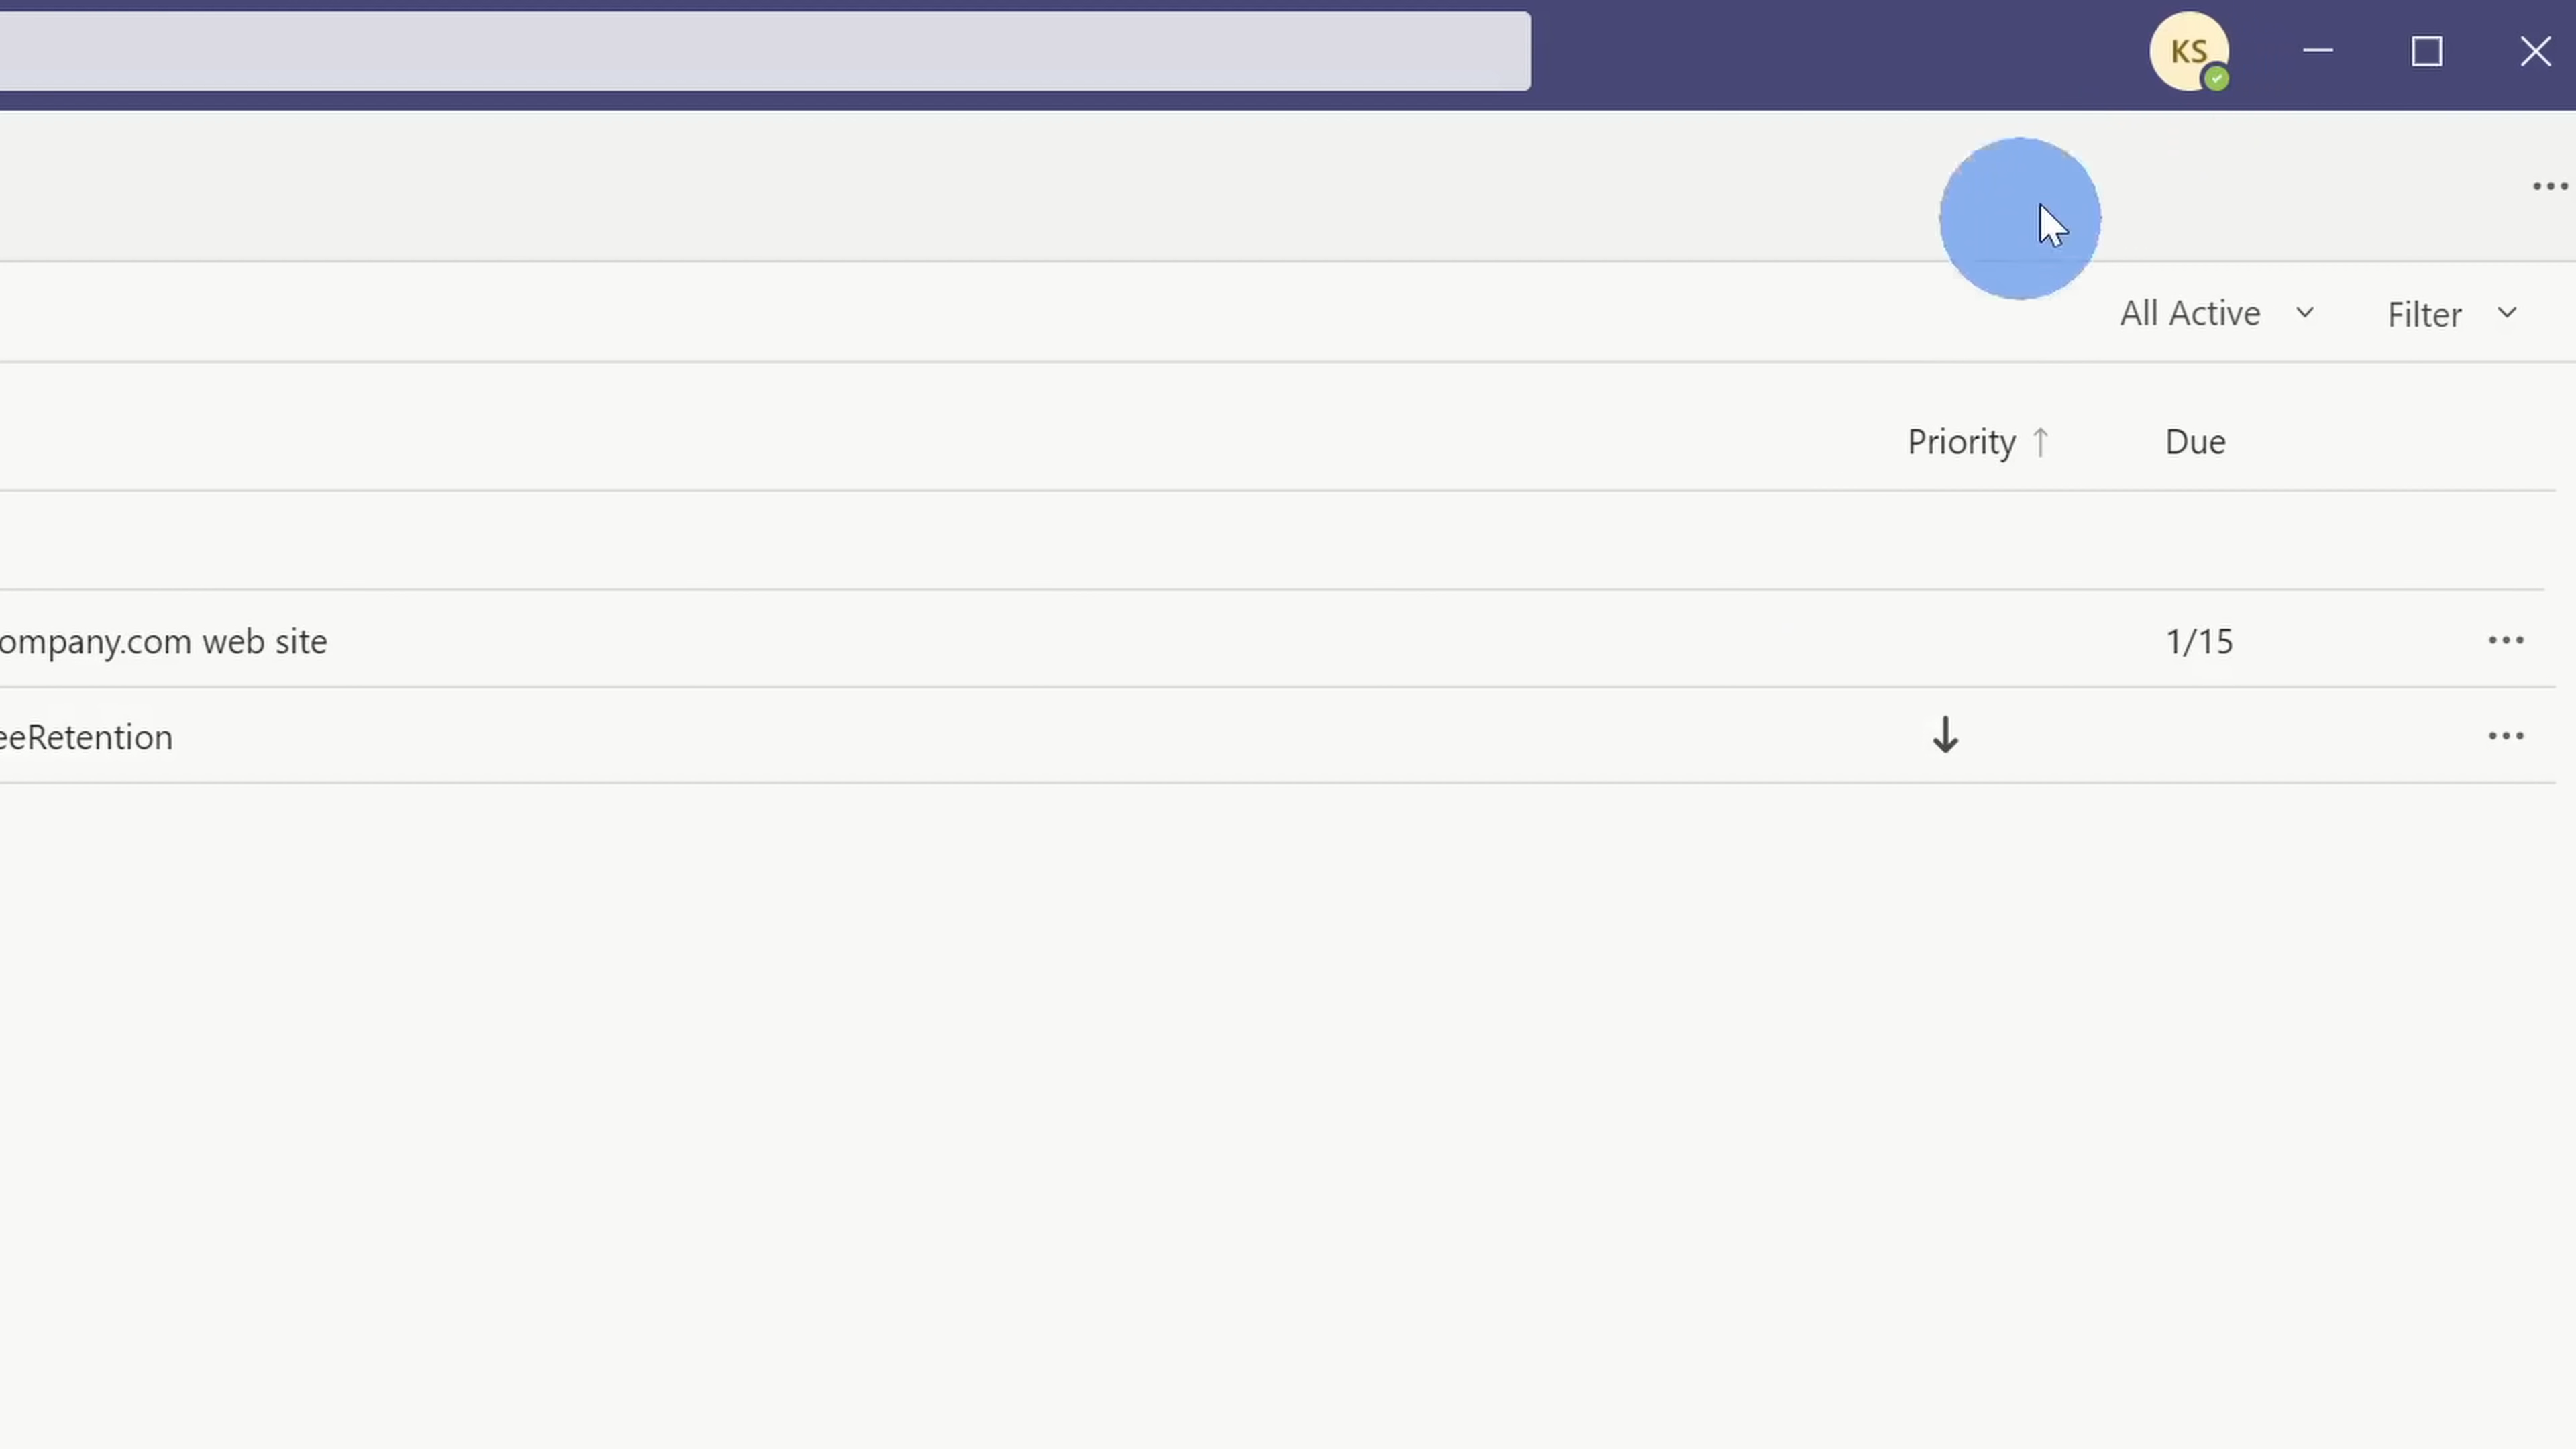 KS
All Active Filter
Priority Due
ompany.com web site 1/15
eeRetention